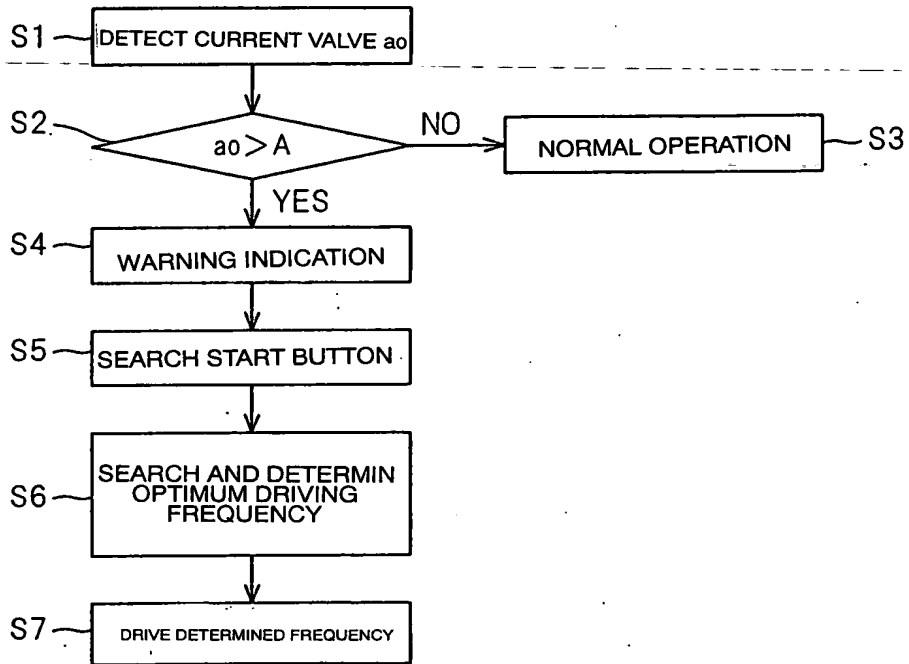 S1
DETECT CURRENT VALVE ao
S2
ao > A
NO
NORMAL OPERATION
S3
YES
S4
WARNING INDICATION
S5
SEARCH START BUTTON
S6
SEARCH AND DETERMIN
OPTIMUM DRIVING
FREQUENCY
S7
DRIVE DETERMINED FREQUENCY